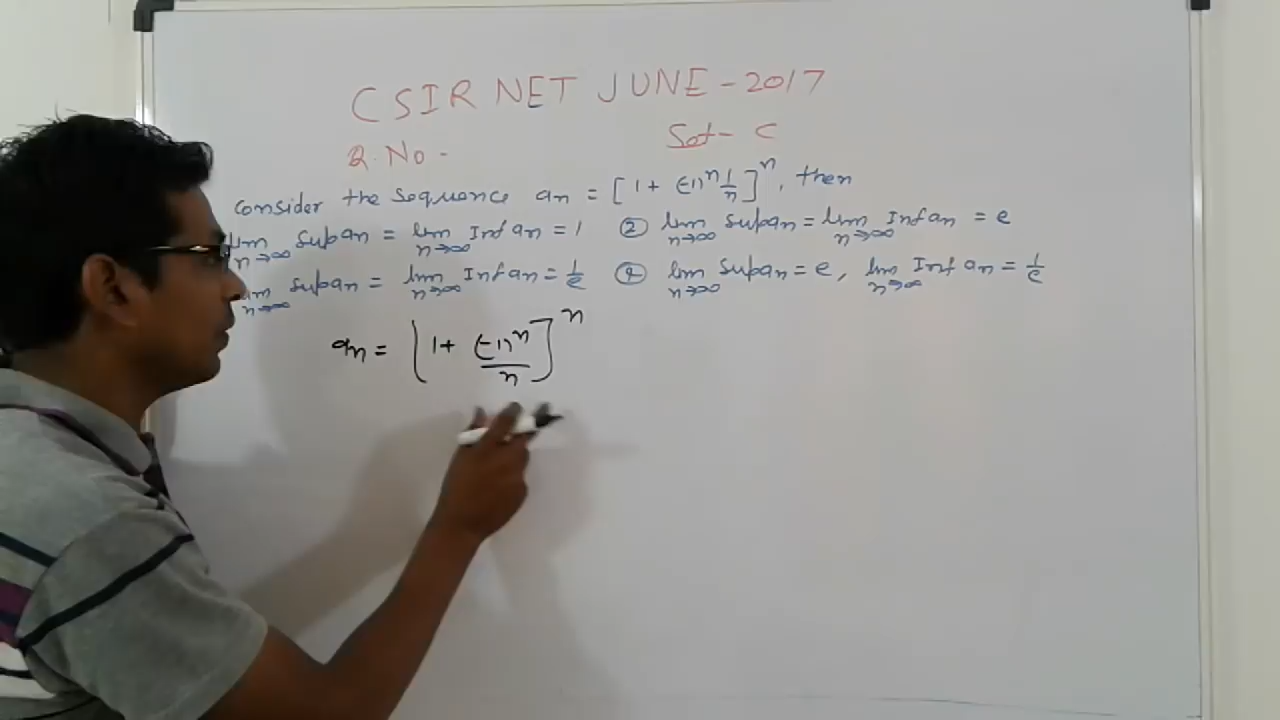 CSIR NET JUNE - 2017
Q. No - Set - C
Consider the Sequence an = [1 + (-1)^n 1/n]^n, then
lim n→∞ Sup an = lim n→∞ Inf an = 1 ② lim n→∞ Sup an = lim n→∞ Inf an = e
lim n→∞ Sup an = lim n→∞ Inf an = 1/e ④ lim n→∞ Sup an = e, lim n→∞ Inf an = 1/e
an = [1 + (-1)^n/n]^n